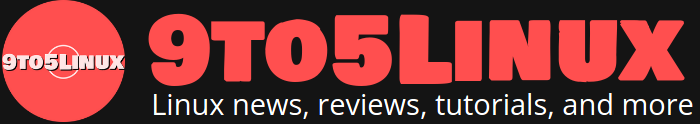 9to5Linux
9to5Linux
Linux news, reviews, tutorials, and more